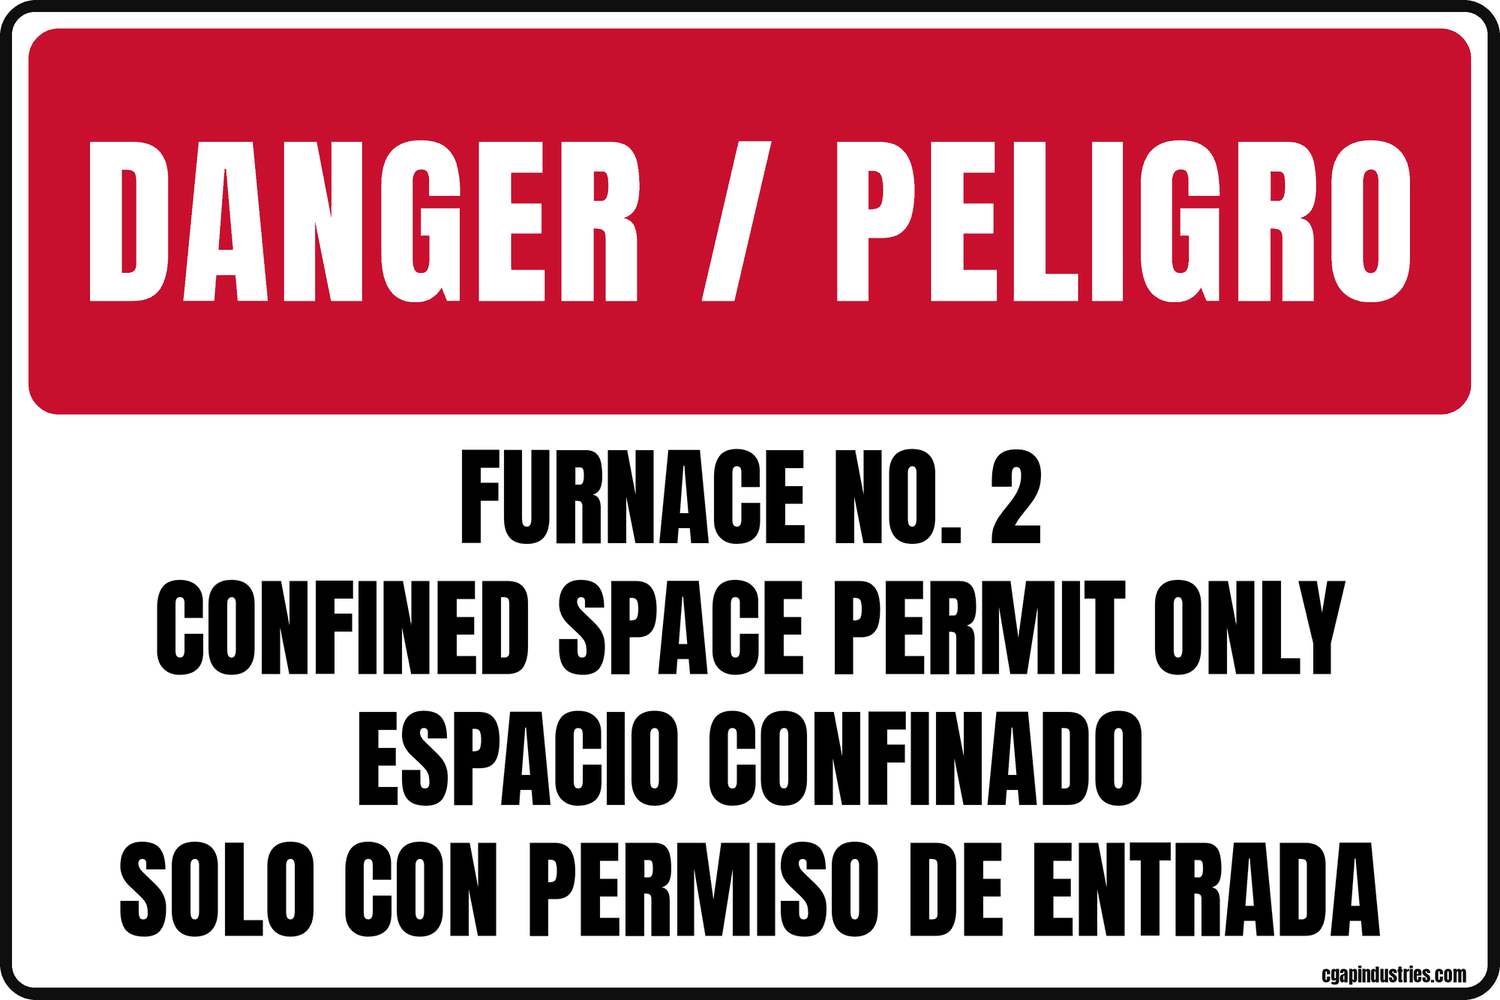 DANGER / PELIGRO
FURNACE NO. 2
CONFINED SPACE PERMIT ONLY
ESPACIO CONFINADO
SOLO CON PERMISO DE ENTRADA
cgapindustries.com